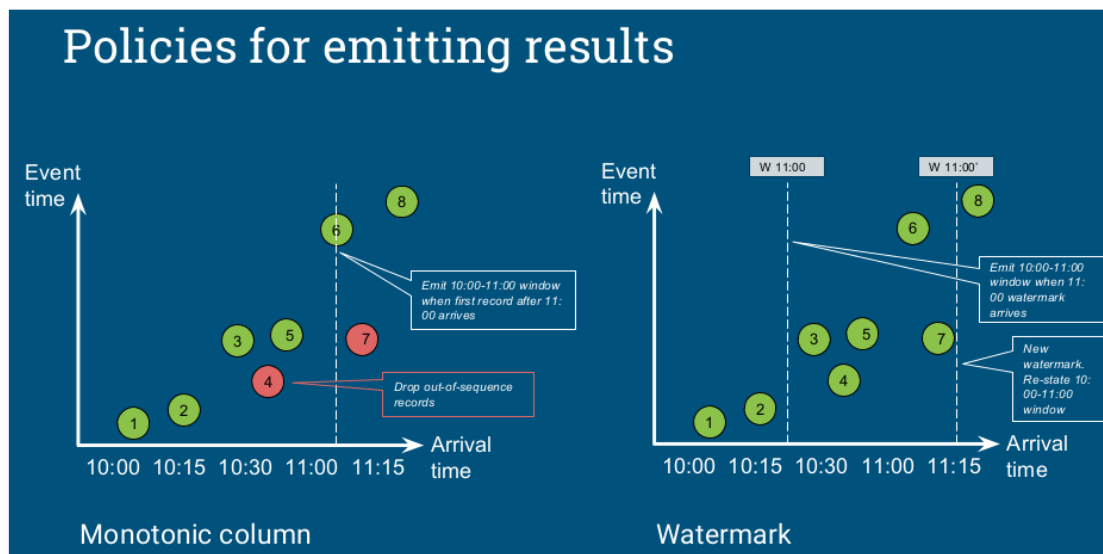 Policies for emitting results
Event
time
8
6
Emit 10:00-11:00 window
when first record after 11:
00 arrives
3
5
7
4
Drop out-of-sequence
records
1
2
Arrival
time
10:00 10:15 10:30 11:00 11:15
Monotonic column
W 11:00
W 11:00'
Event
time
8
6
Emit 10:00-11:00
window when 11:
00 watermark
arrives
3
5
7
4
New
watermark.
Re-state 10:
00-11:00
window
1
2
Arrival
time
10:00 10:15 10:30 11:00 11:15
Watermark